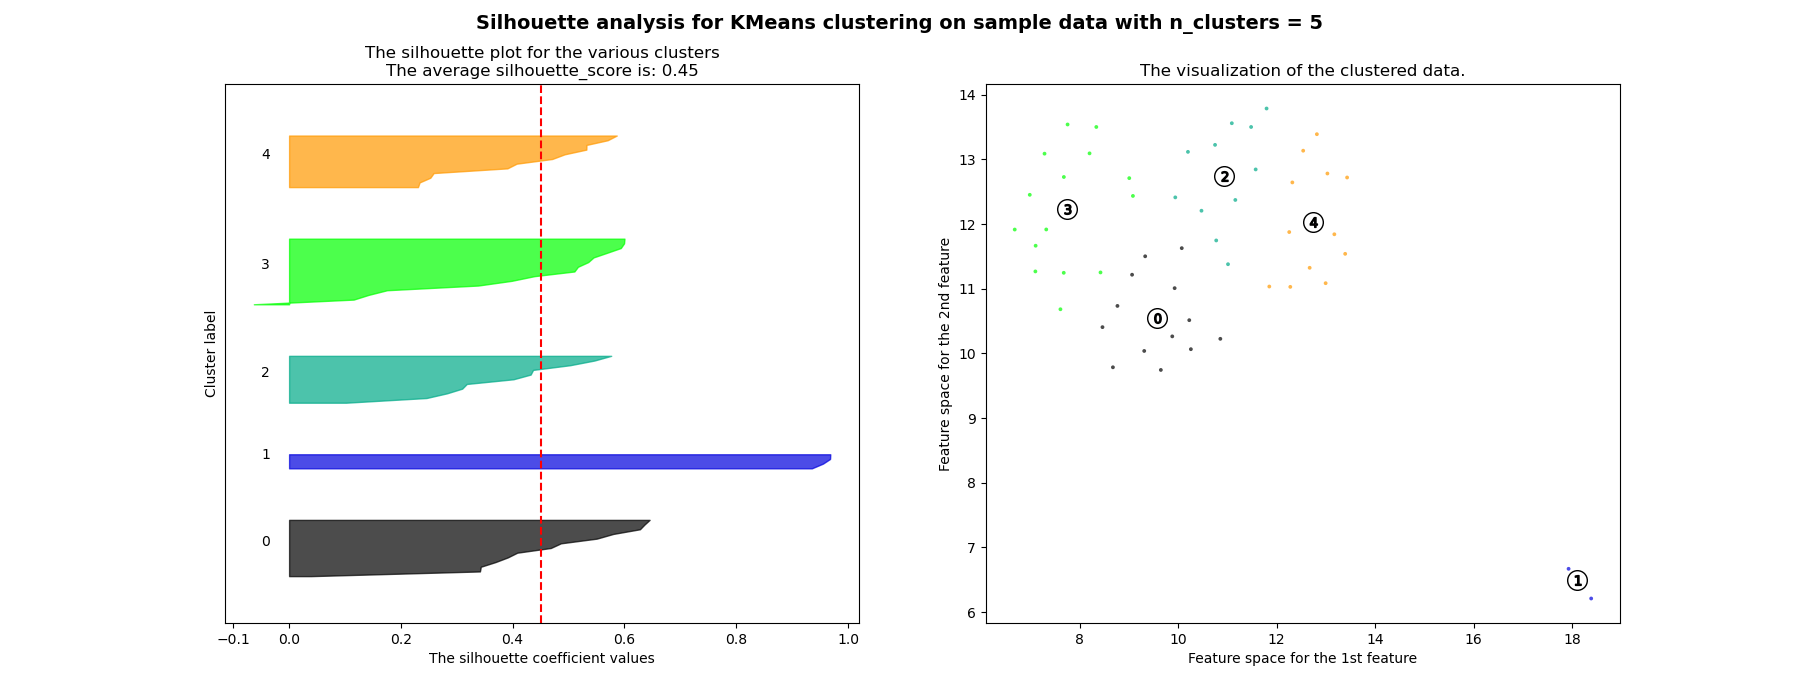 Silhouette analysis for KMeans clustering on sample data with n_clusters = 5
The silhouette plot for the various clusters
The average silhouette_score is: 0.45
4
3
2
1
0
Cluster label
−0.1 0.0 0.2 0.4 0.6 0.8 1.0
The silhouette coefficient values
The visualization of the clustered data.
14
13
12
11
10
9
8
7
6
Feature space for the 2nd feature
2
3
4
0
1
8 10 12 14 16 18
Feature space for the 1st feature